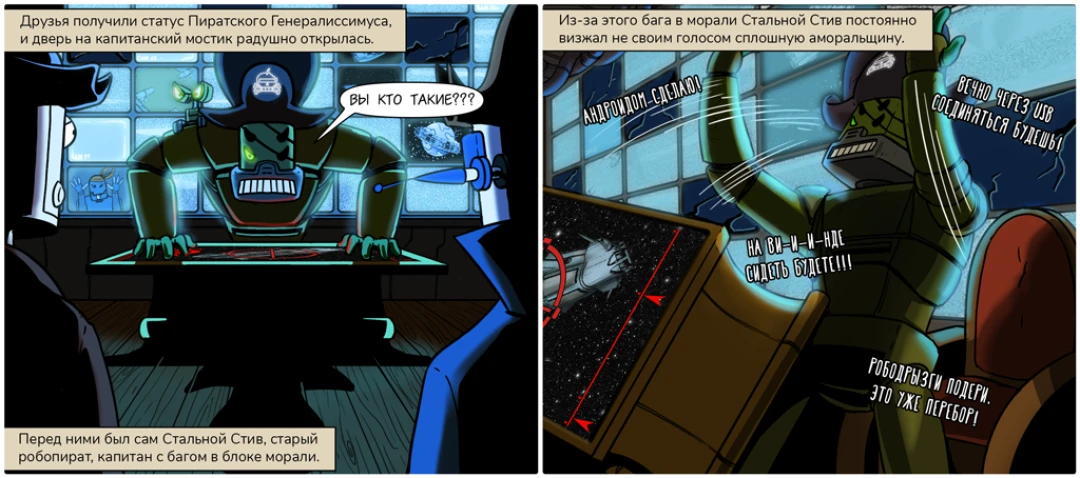 Друзья получили статус Пиратского Генералиссимуса,
и дверь на капитанский мостик радушно открылась.
ВЫ КТО ТАКИЕ???
Перед ними был сам Стальной Стив, старый
робопират, капитан с багом в блоке морали.
Из-за этого бага в морали Стальной Стив постоянно
визжал не своим голосом сплошную аморальщину.
АНДРОИДОМ СДЕЛАЮ!
ВЕЧНО ЧЕРЕЗ USB
СОЕДИНЯТЬСЯ БУДЕШЬ!
НА ВИ-И-И-НДЕ
СИДЕТЬ БУДЕТЕ!!!
РОБОДРЫЗГИ ПОДЕРИ.
ЭТО УЖЕ ПЕРЕБОР!